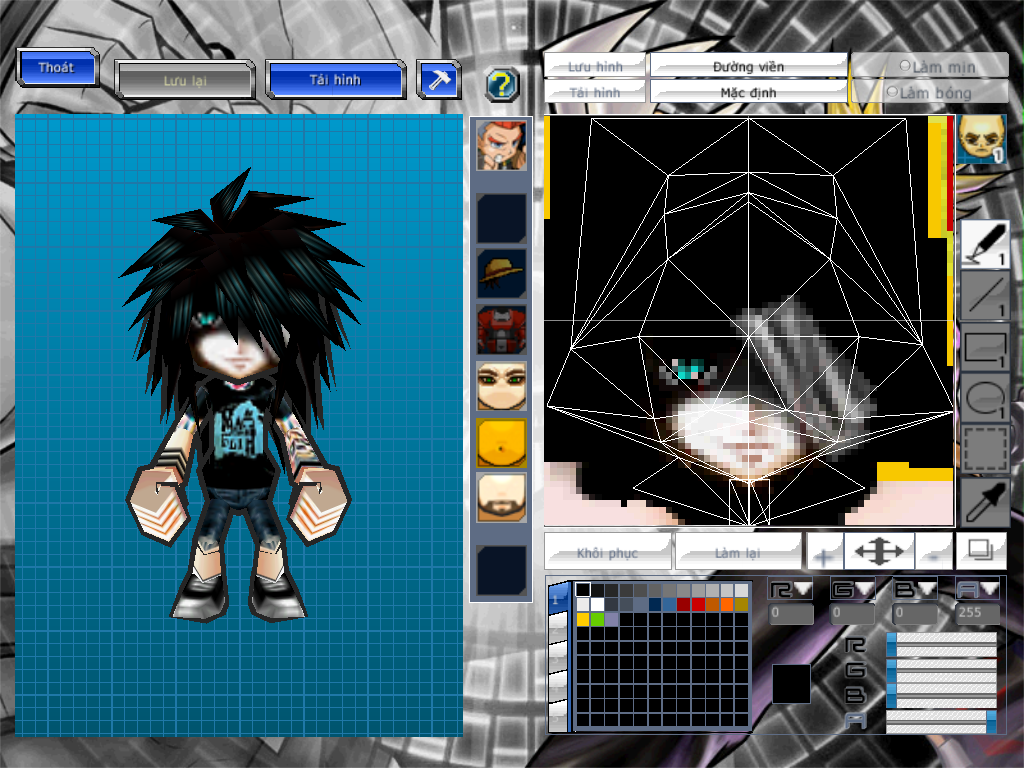 Thoát
Lưu lại
Tải hình
?
Lưu hình
Đường viền
Làm mịn
Tải hình
Mặc định
Làm bóng
1
1
1
1
1
Khôi phục
Làm lại
+
-
1
R
G
B
A
0
0
0
255
R
G
B
A